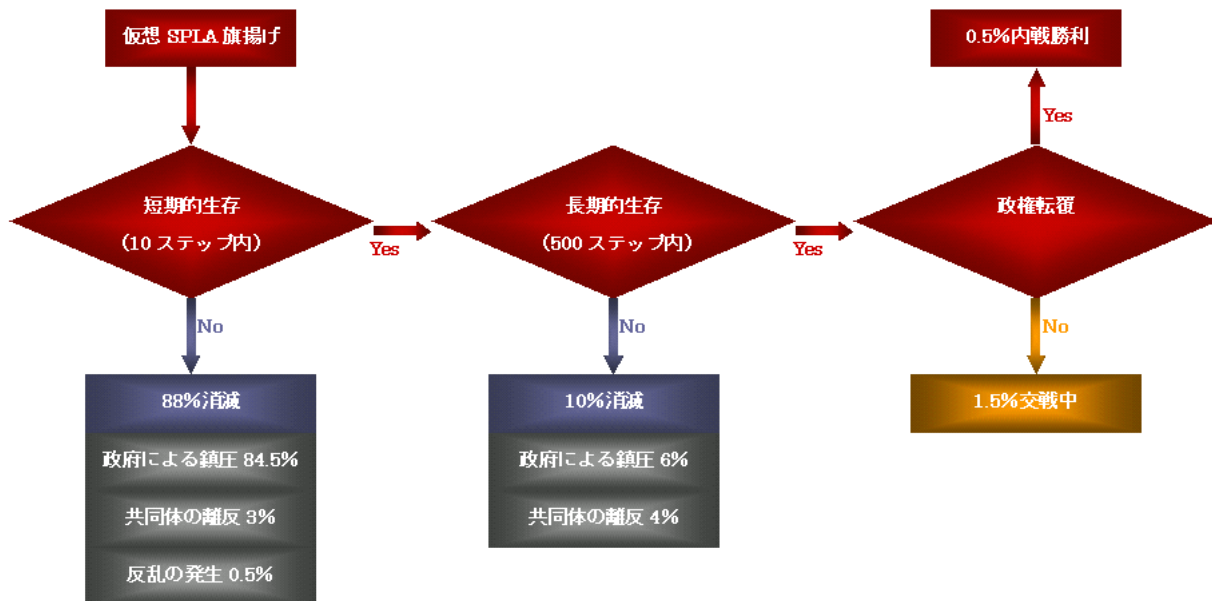 仮想 SPLA 旗揚げ
短期的生存
（10 ステップ内）
Yes
No
88%消滅
政府による鎮圧 84.5%
共同体の離反 3%
反乱の発生 0.5%
長期的生存
（500 ステップ内）
Yes
No
10%消滅
政府による鎮圧 6%
共同体の離反 4%
政権転覆
Yes
0.5%内戦勝利
No
1.5%交戦中